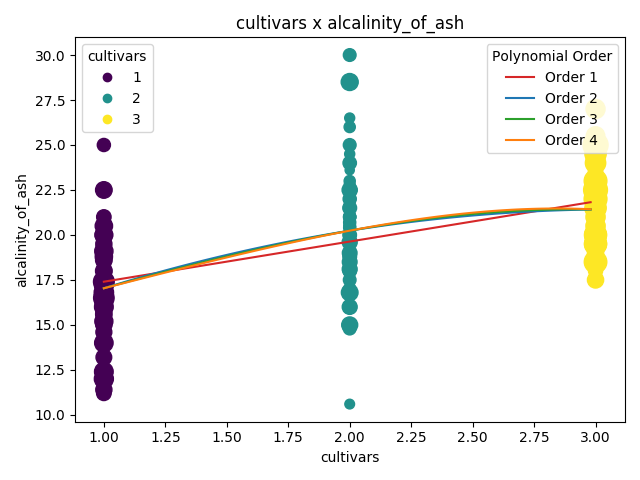 cultivars x alcalinity_of_ash
cultivars
1
2
3
Polynomial Order
Order 1
Order 2
Order 3
Order 4
alcalinity_of_ash
30.0
27.5
25.0
22.5
20.0
17.5
15.0
12.5
10.0
1.00 1.25 1.50 1.75 2.00 2.25 2.50 2.75 3.00
cultivars